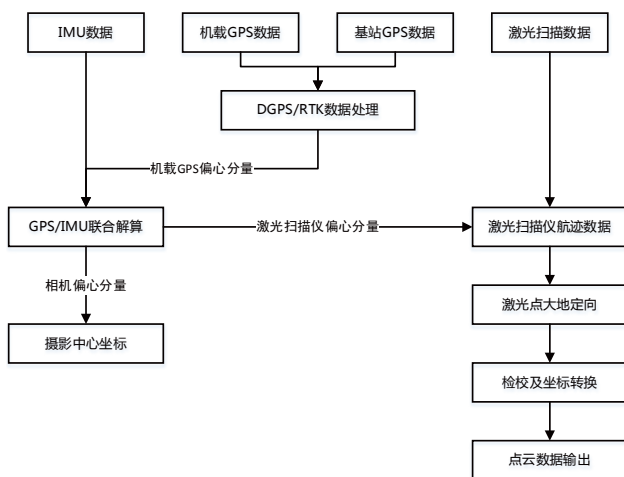 IMU数据
机载GPS数据
基站GPS数据
激光扫描数据
DGPS/RTK数据处理
机载GPS偏心分量
GPS/IMU联合解算
激光扫描仪偏心分量
激光扫描仪航迹数据
相机偏心分量
激光点大地定向
摄影中心坐标
检校及坐标转换
点云数据输出